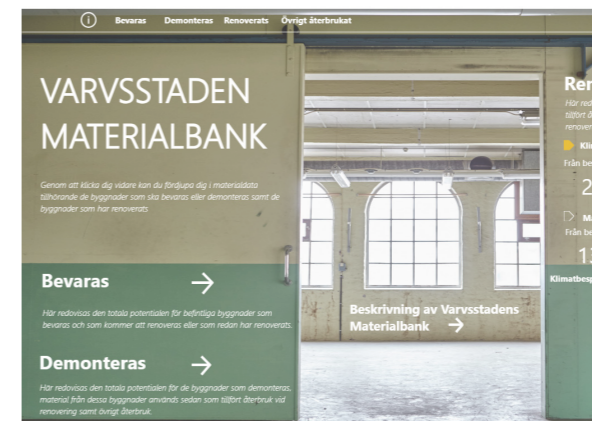 i
Bevaras Demonteras Renoverats Övrigt återbrukat
VARVSSTADEN
MATERIALBANK
Genom att klicka dig vidare kan du fördjupa dig i materialdata
tillhörande de byggnader som ska bevaras eller demonteras samt de
byggnader som har renoverats
Bevaras
Här redovisas den totala potentialen för befintliga byggnader som
bevaras och som kommer att renoveras eller som redan har renoverats.
Demonteras
Här redovisas den totala potentialen för de byggnader som demonteras,
material från dessa byggnader används sedan som tillfört återbruk vid
renovering samt övrigt återbruk.
Beskrivning av Varvsstadens
Materialbank
Ren
Här red
tillfört å
renover
Kli
Från be
2
Ma
Från be
13
Klimatbesp